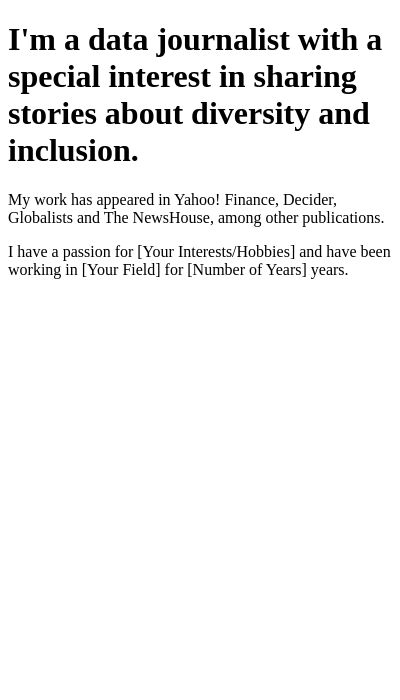 I'm a data journalist with a
special interest in sharing
stories about diversity and
inclusion.
My work has appeared in Yahoo! Finance, Decider,
Globalists and The NewsHouse, among other publications.
I have a passion for [Your Interests/Hobbies] and have been
working in [Your Field] for [Number of Years] years.